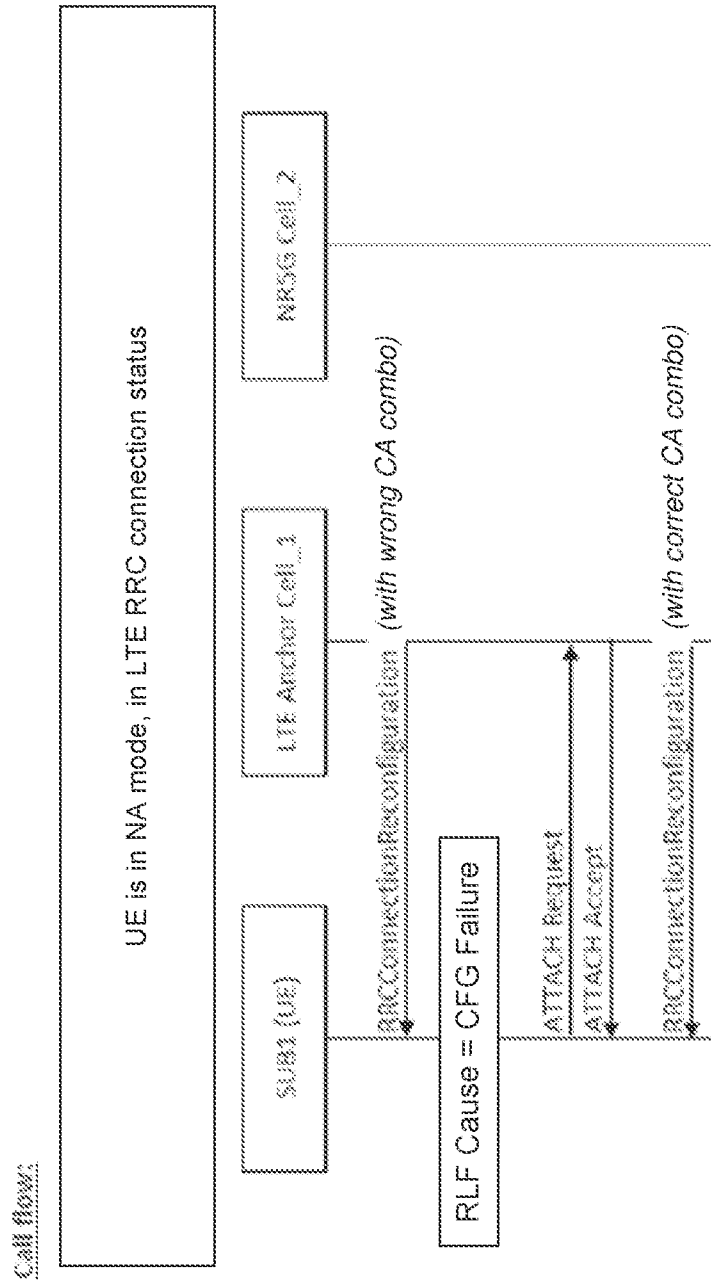 Call flow:
UE is in NA mode, in LTE RRC connection status
SUB1 (UE)
LTE Anchor Cell_1
NR5G Cell_2
RRCConnectionReconfiguration (with wrong CA combo)
RLF Cause = CFG Failure
ATTACH Request
ATTACH Accept
RRCConnectionReconfiguration (with correct CA combo)